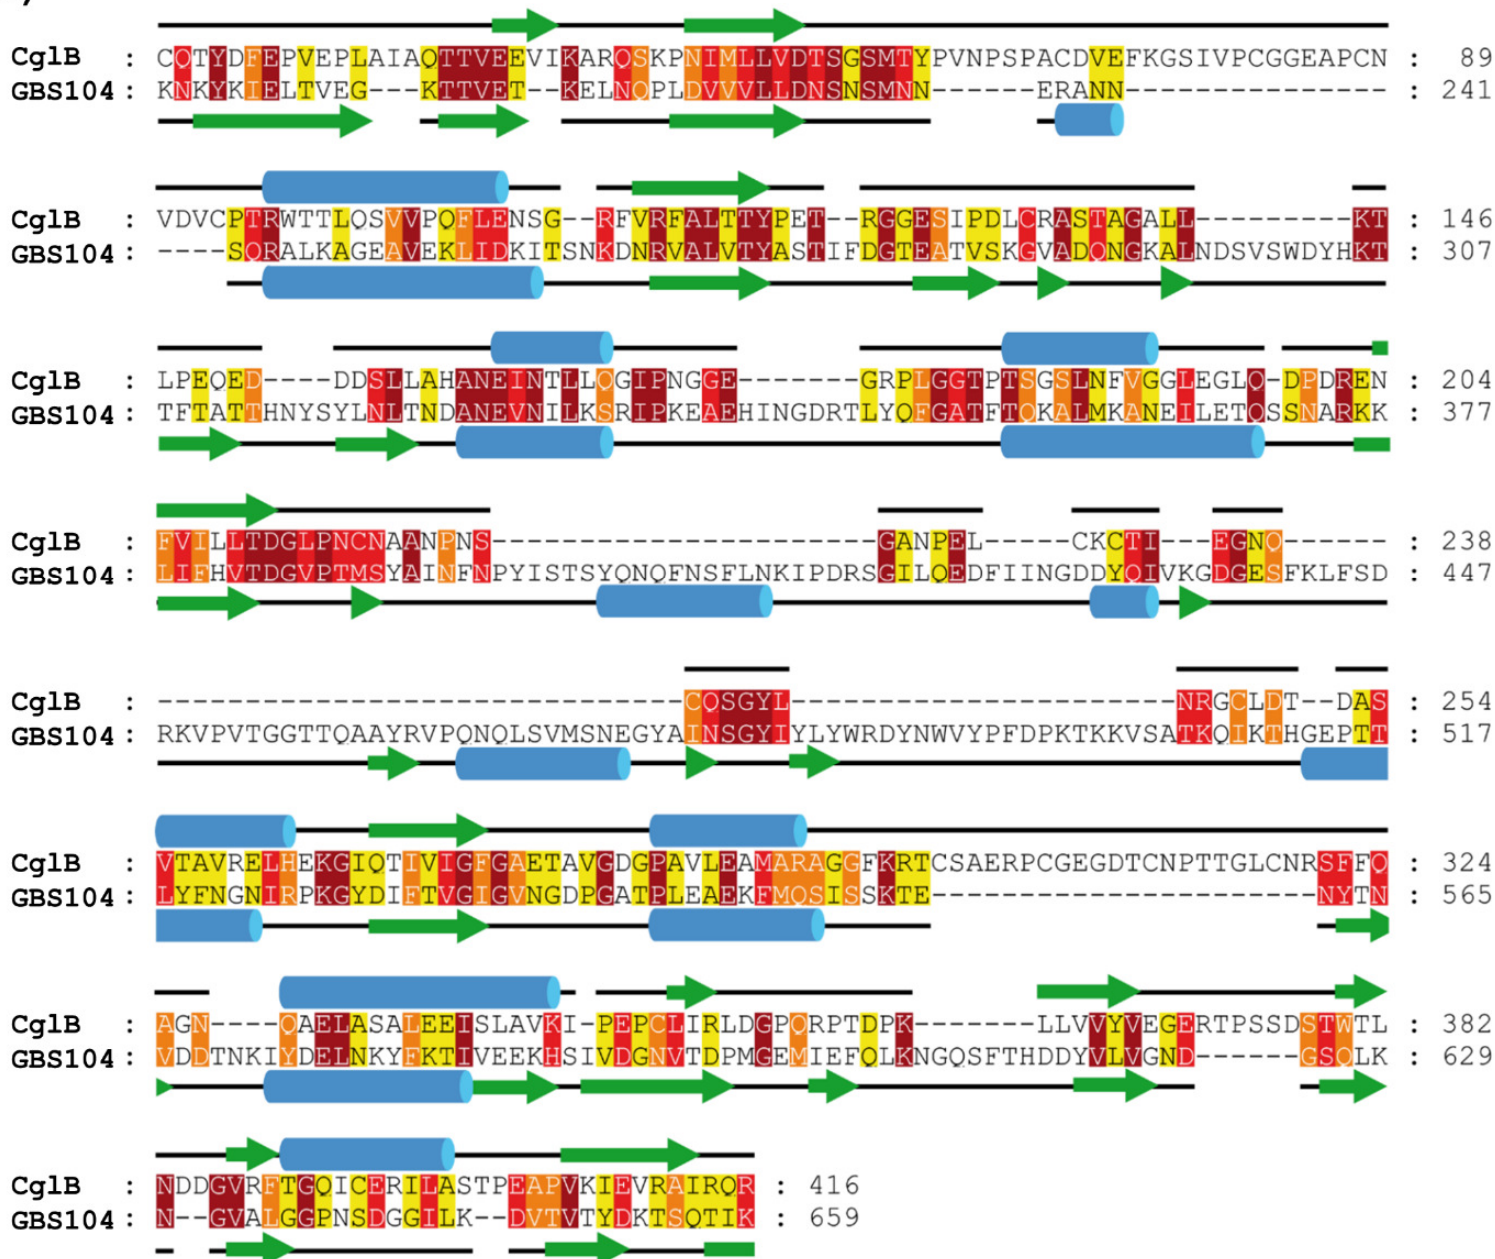 CglB : CQTYDFEPVEPLAIAQTTVEEVIKARQSKPNIMLLVDTSGSMTYPVNPSPACDVEFKGSIVPCGGEAPCN : 89
GBS104 : KNKYKIELTVEG---KTTVET--KELNQPLDVVVLLDNSNSMNN------ERANN--------------- : 241
CglB : VDVCPTRWTTLQSVVPQFLENSG--RFVRFALTTYPET--RGGESIPDLCRASTAGALL---------KT : 146
GBS104 : ----SQRALKAGEAVEKLIDKITSNKDNRVALVTYASTIFDGTEATVSKGVADQNGKALNDSVSWDYHKT : 307
CglB : LPEQED----DDSLLAHANEINTLLQGIPNGGE-------GRPLGGTPTSGSLNFVGGLEGLQ-DPDREN : 204
GBS104 : TFTATTHNYSYLNLTNDANEVNILKSRIPKEAEHINGDRTLYQFGATFTQKALMKANEILETQSSNARKK : 377
CglB : FVILLTDGLPNCNAANPNS----------------------GANPEL-----CKCTI---EGNQ------ : 238
GBS104 : LIFHVTDGVPTMSYAINFNPYISTSYQNQFNSFLNKIPDRSGILQEDFIINGDDYQIVKGDGESFKLFSD : 447
CglB : ------------------------------CQSGYL----------------------NRGCLDT--DAS : 254
GBS104 : RKVPVTGGTTQAAYRVPQNQLSVMSNEGYAINSGYIYLYWRDYNWVYPFDPKTKKVSATKQIKTHGEPTT : 517
CglB : VTAVRELHEKGIQTIVIGFGAETAVGDGPAVLEAMARAGGFKRTCSAERPCGEGDTCNPTTGLCNRSFFQ : 324
GBS104 : LYFNGNIRPKGYDIFTVGIGVNGDPGATPLEAEKFMQSISSKTE----------------------NYTN : 565
CglB : AGN----QAELASALEEISLAVKI-PEPCLIRLDGPQRPTDPK-------LLVVYVEGERTPSSDSTWTL : 382
GBS104 : VDDTNKIYDELNKYFKTIVEEKHSIVDGNVTDPMGEMIEFQLKNGQSFTHDDYVLVGND------GSQLK : 629
CglB : NDDGVRFTGQICERILASTPEAPVKIEVRAIRQR : 416
GBS104 : N--GVALGGPNSDGGILK--DVTVTYDKTSQTIK : 659